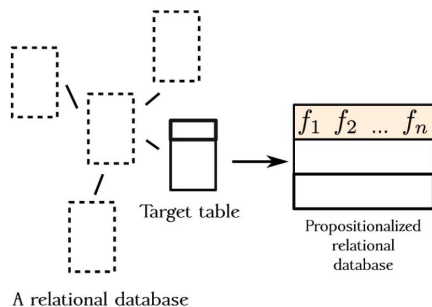 f1 f2 ... fn
Target table
Propositionalized
relational
database
A relational database